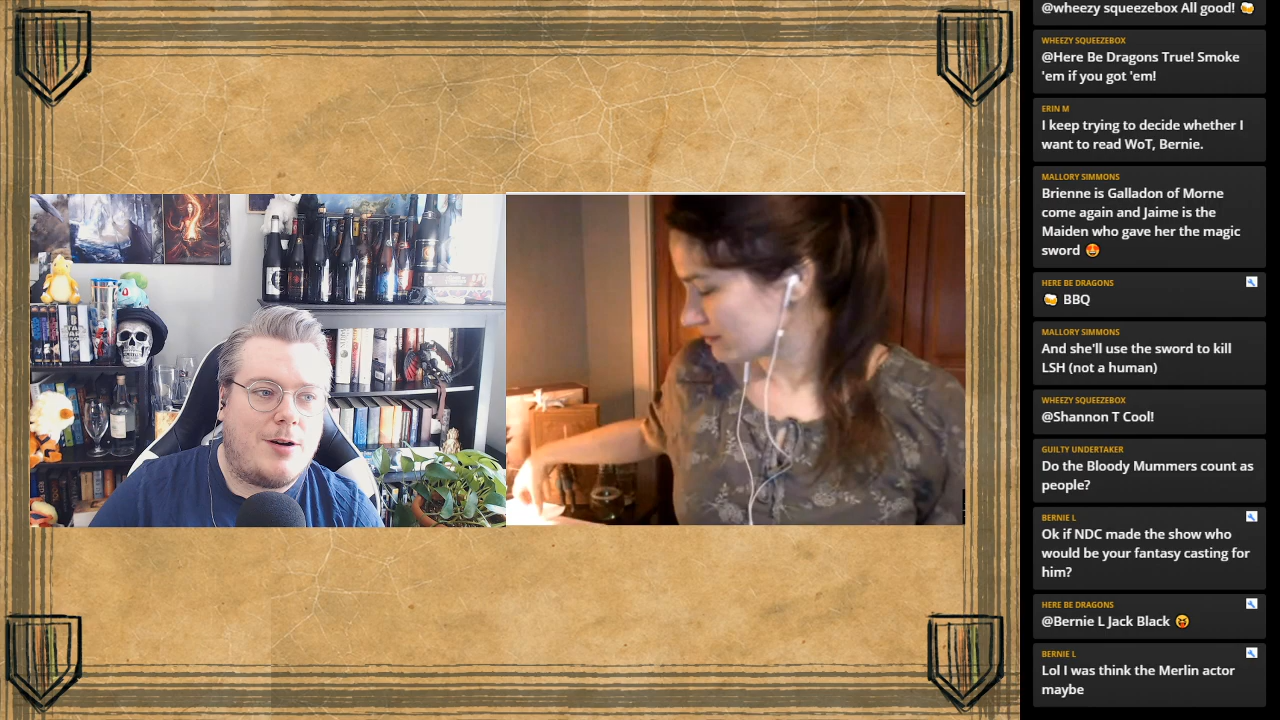 @wheezy squeezebox All good!
WHEEZY SQUEEZEBOX
@Here Be Dragons True! Smoke
'em if you got 'em!
ERIN M
I keep trying to decide whether I
want to read WoT, Bernie.
MALLORY SIMMONS
Brienne is Galladon of Morne
come again and Jaime is the
Maiden who gave her the magic
sword 😍
HERE BE DRAGONS
🍻 BBQ
MALLORY SIMMONS
And she'll use the sword to kill
LSH (not a human)
WHEEZY SQUEEZEBOX
@Shannon T Cool!
GUILTY UNDERTAKER
Do the Bloody Mummers count as
people?
BERNIE L
Ok if NDC made the show who
would be your fantasy casting for
him?
HERE BE DRAGONS
@Bernie L Jack Black 😝
BERNIE L
Lol I was think the Merlin actor
maybe